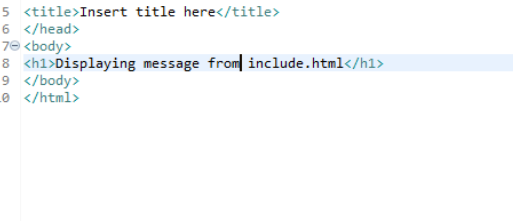 5 <title>Insert title here</title>
6 </head>
7 <body>
8 <h1>Displaying message from include.html</h1>
9 </body>
0 </html>